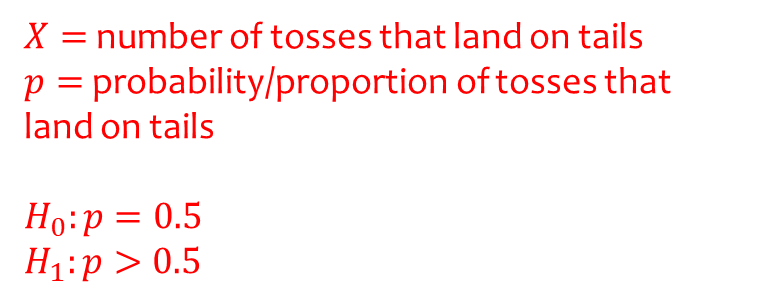 X = number of tosses that land on tails
p = probability/proportion of tosses that
land on tails
H₀: p = 0.5
H₁: p > 0.5